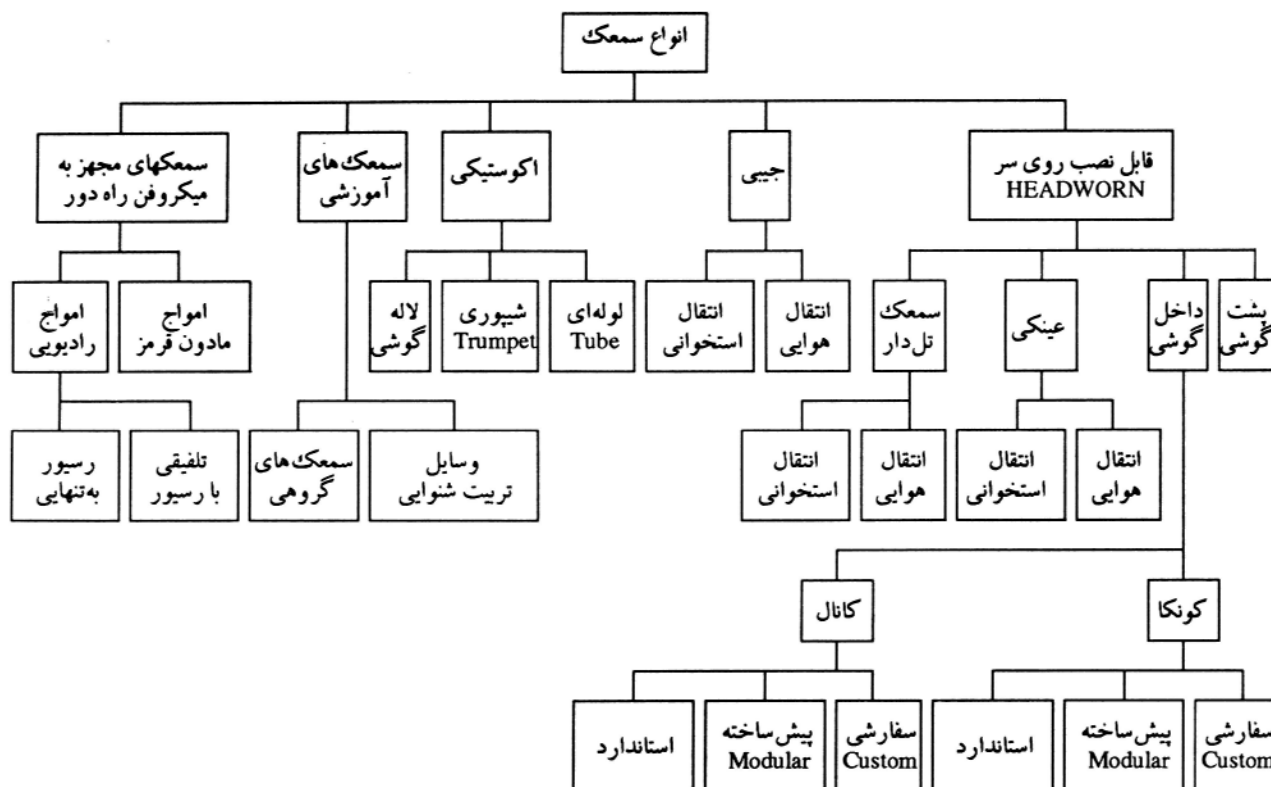 انواع سمعک
قابل نصب روی سر
HEADWORN
جیبی
اکوستیکی
سمعک‌های
آموزشی
سمعکهای مجهز به
میکروفن راه دور
پشت
گوشی
داخل
گوشی
عینکی
سمعک
تل‌دار
انتقال
هوایی
انتقال
استخوانی
لوله‌ای
Tube
شیپوری
Trumpet
لاله
گوشی
امواج
مادون قرمز
امواج
رادیویی
انتقال
هوایی
انتقال
استخوانی
انتقال
هوایی
انتقال
استخوانی
وسایل
تربیت شنوایی
سمعک‌های
گروهی
تلفیقی
با رسیور
رسیور
به‌تنهایی
کونکا
کانال
سفارشی
Custom
پیش‌ساخته
Modular
استاندارد
سفارشی
Custom
پیش‌ساخته
Modular
استاندارد